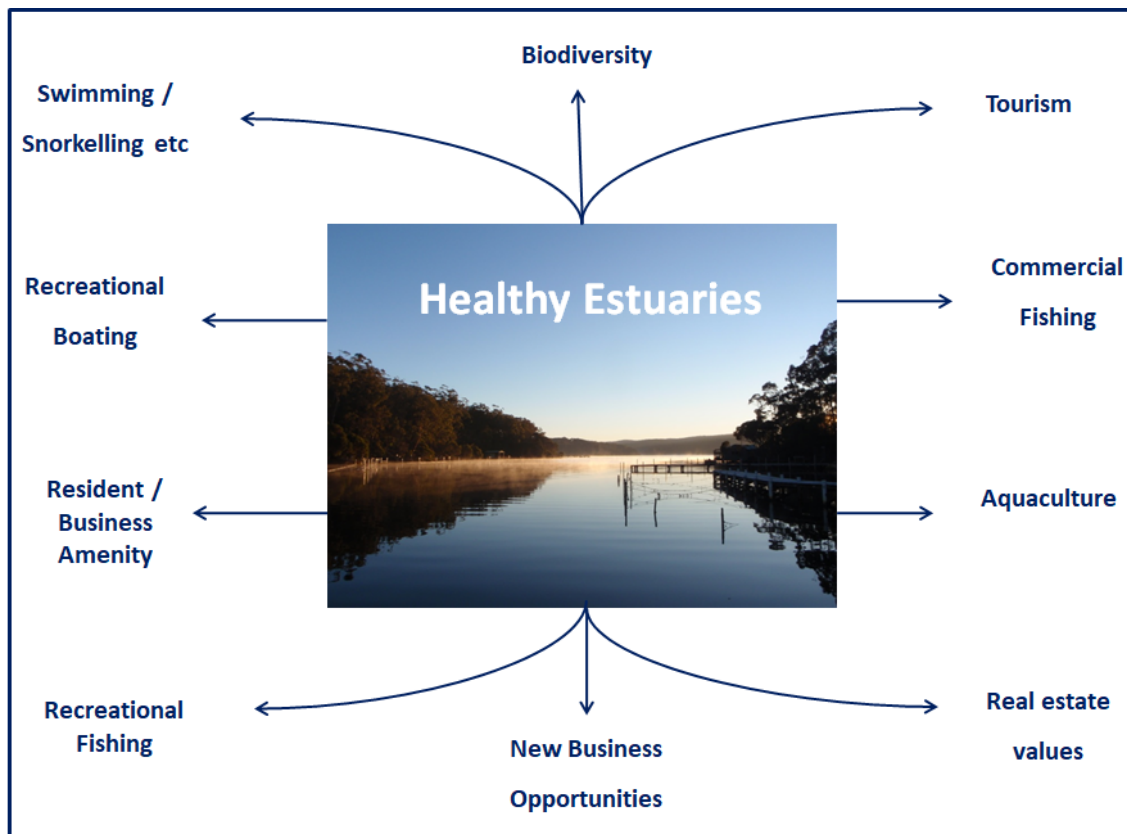 Biodiversity
Swimming /
Snorkelling etc
Tourism
Healthy Estuaries
Recreational
Boating
Commercial
Fishing
Resident /
Business
Amenity
Aquaculture
Recreational
Fishing
New Business
Opportunities
Real estate
values